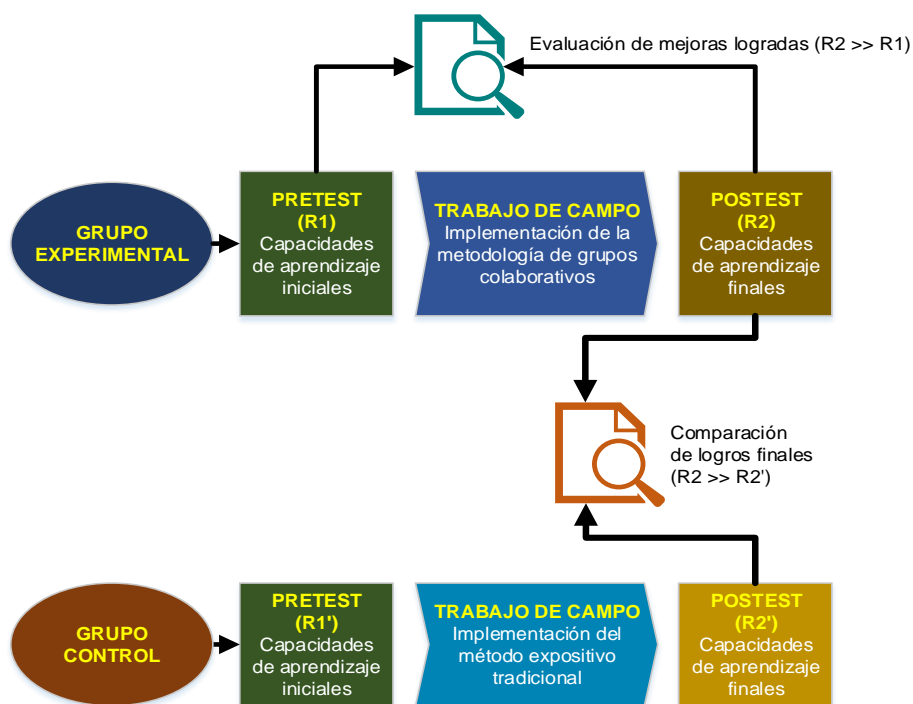 Evaluación de mejoras logradas (R2 >> R1)
GRUPO
EXPERIMENTAL
PRETEST
(R1)
Capacidades
de aprendizaje
iniciales
TRABAJO DE CAMPO
Implementación de la
metodología de grupos
colaborativos
POSTEST
(R2)
Capacidades
de aprendizaje
finales
Comparación
de logros finales
(R2 >> R2')
GRUPO
CONTROL
PRETEST
(R1')
Capacidades
de aprendizaje
iniciales
TRABAJO DE CAMPO
Implementación del
método expositivo
tradicional
POSTEST
(R2')
Capacidades
de aprendizaje
finales